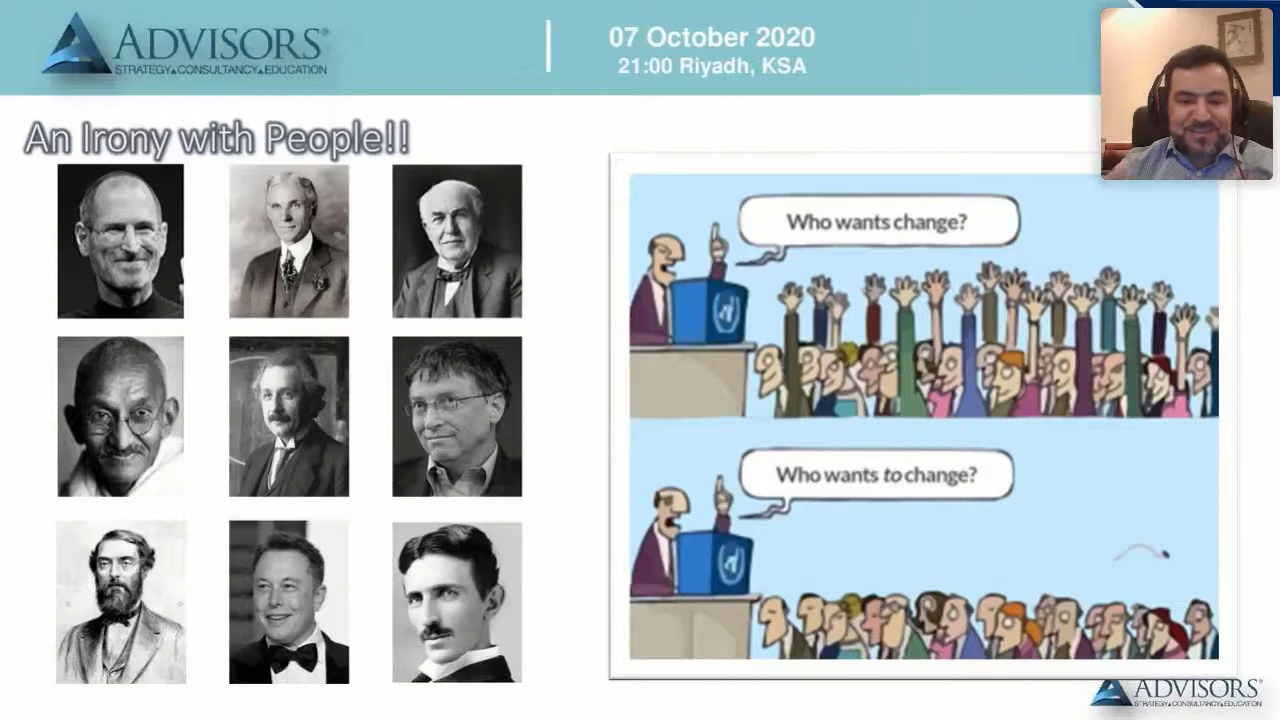 ADVISORS®
STRATEGY▲CONSULTANCY▲EDUCATION
07 October 2020
21:00 Riyadh, KSA
An Irony with People!!
Who wants change?
Who wants to change?
ADVISORS®
STRATEGY▲CONSULTANCY▲EDUCATION